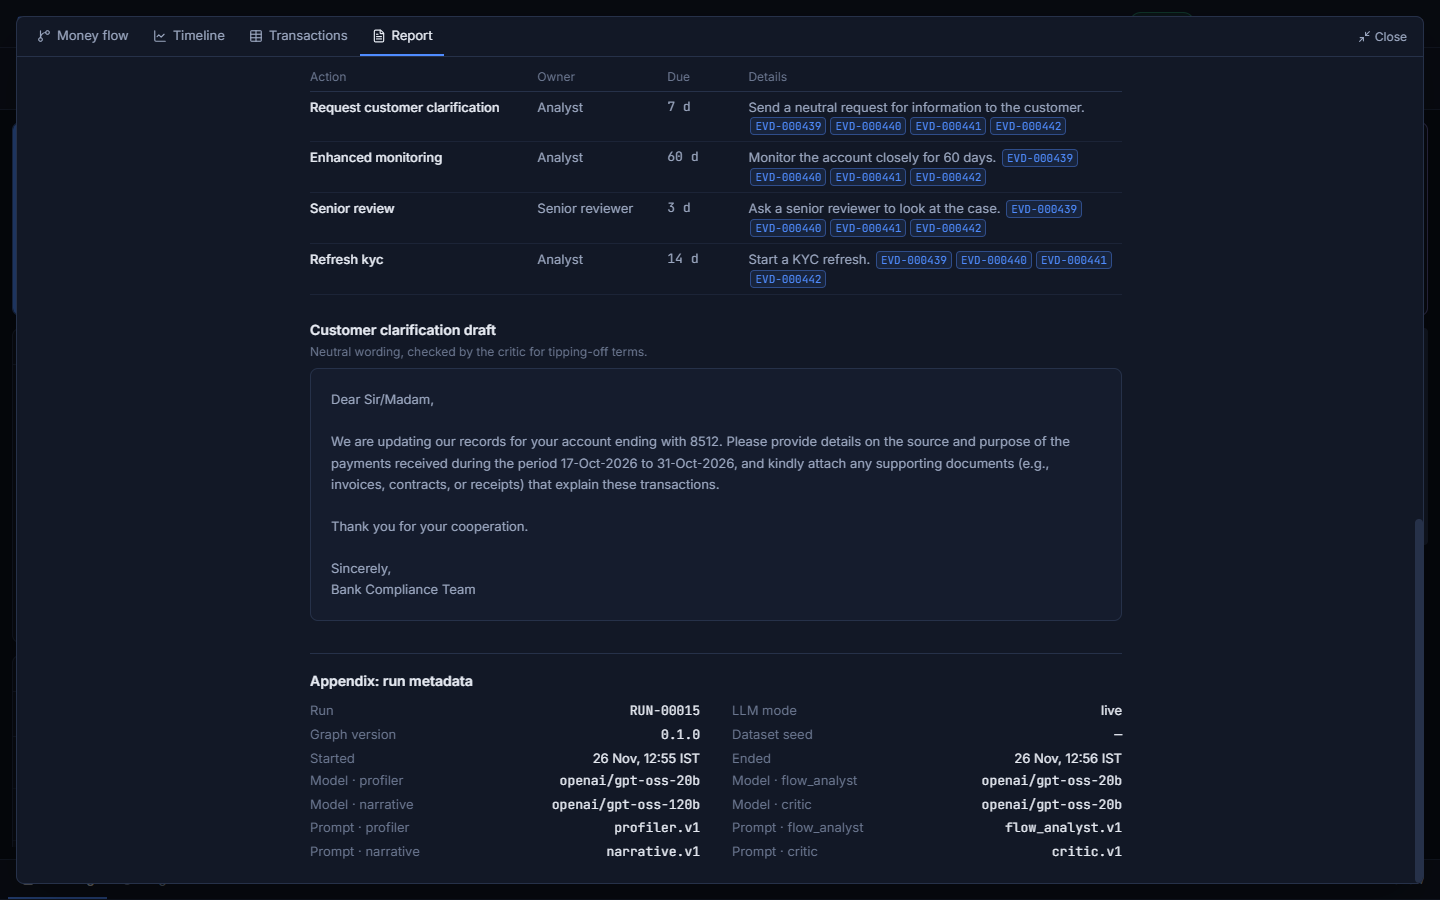 Money flow
Timeline
Transactions
Report
Close
Action Owner Due Details
Request customer clarification Analyst 7 d Send a neutral request for information to the customer.
EVD-000439 EVD-000440 EVD-000441 EVD-000442
Enhanced monitoring Analyst 60 d Monitor the account closely for 60 days. EVD-000439
EVD-000440 EVD-000441 EVD-000442
Senior review Senior reviewer 3 d Ask a senior reviewer to look at the case. EVD-000439
EVD-000440 EVD-000441 EVD-000442
Refresh kyc Analyst 14 d Start a KYC refresh. EVD-000439 EVD-000440 EVD-000441
EVD-000442
Customer clarification draft
Neutral wording, checked by the critic for tipping-off terms.
Dear Sir/Madam,
We are updating our records for your account ending with 8512. Please provide details on the source and purpose of the
payments received during the period 17-Oct-2026 to 31-Oct-2026, and kindly attach any supporting documents (e.g.,
invoices, contracts, or receipts) that explain these transactions.
Thank you for your cooperation.
Sincerely,
Bank Compliance Team
Appendix: run metadata
Run RUN-00015 LLM mode live
Graph version 0.1.0 Dataset seed —
Started 26 Nov, 12:55 IST Ended 26 Nov, 12:56 IST
Model · profiler openai/gpt-oss-20b Model · flow_analyst openai/gpt-oss-20b
Model · narrative openai/gpt-oss-120b Model · critic openai/gpt-oss-20b
Prompt · profiler profiler.v1 Prompt · flow_analyst flow_analyst.v1
Prompt · narrative narrative.v1 Prompt · critic critic.v1